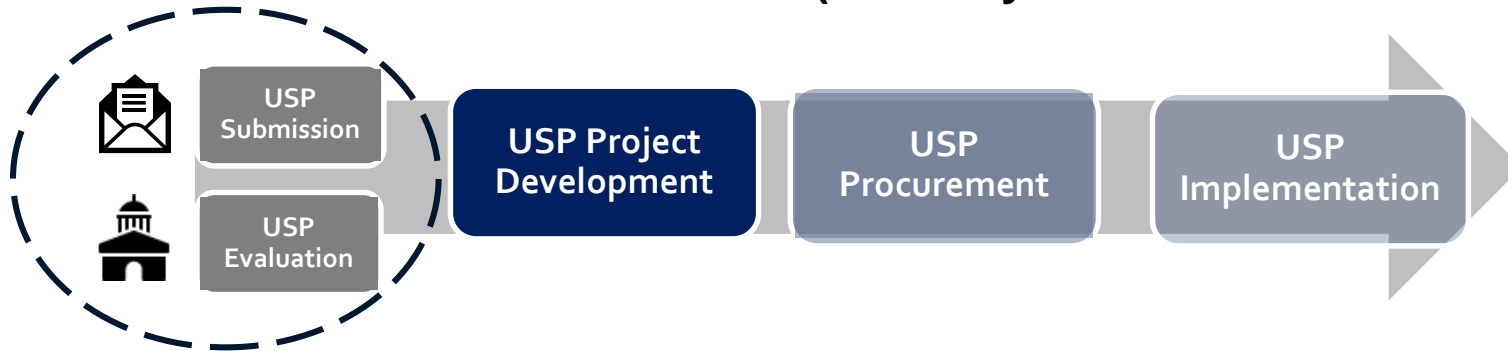 USP
Submission
USP
Evaluation
USP Project
Development
USP
Procurement
USP
Implementation